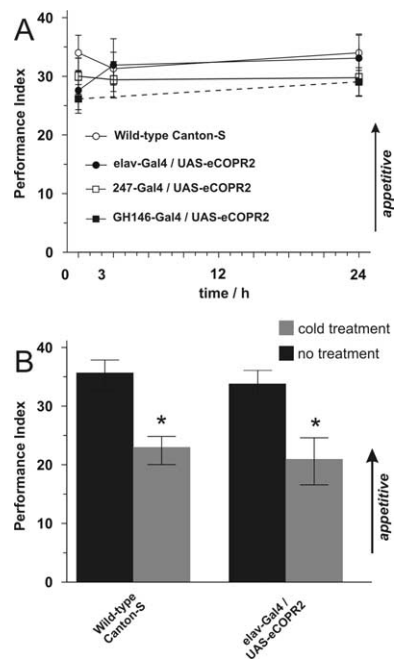 A
Performance Index
40
30
20
10
0
Wild-type Canton-S
elav-Gal4 / UAS-eCOPR2
247-Gal4 / UAS-eCOPR2
GH146-Gal4 / UAS-eCOPR2
appetitive
0 3 12 24
time / h
cold treatment
no treatment
B
Performance Index
40
30
20
10
0
*
*
appetitive
Wild-type
Canton-S
elav-Gal4 /
UAS-eCOPR2